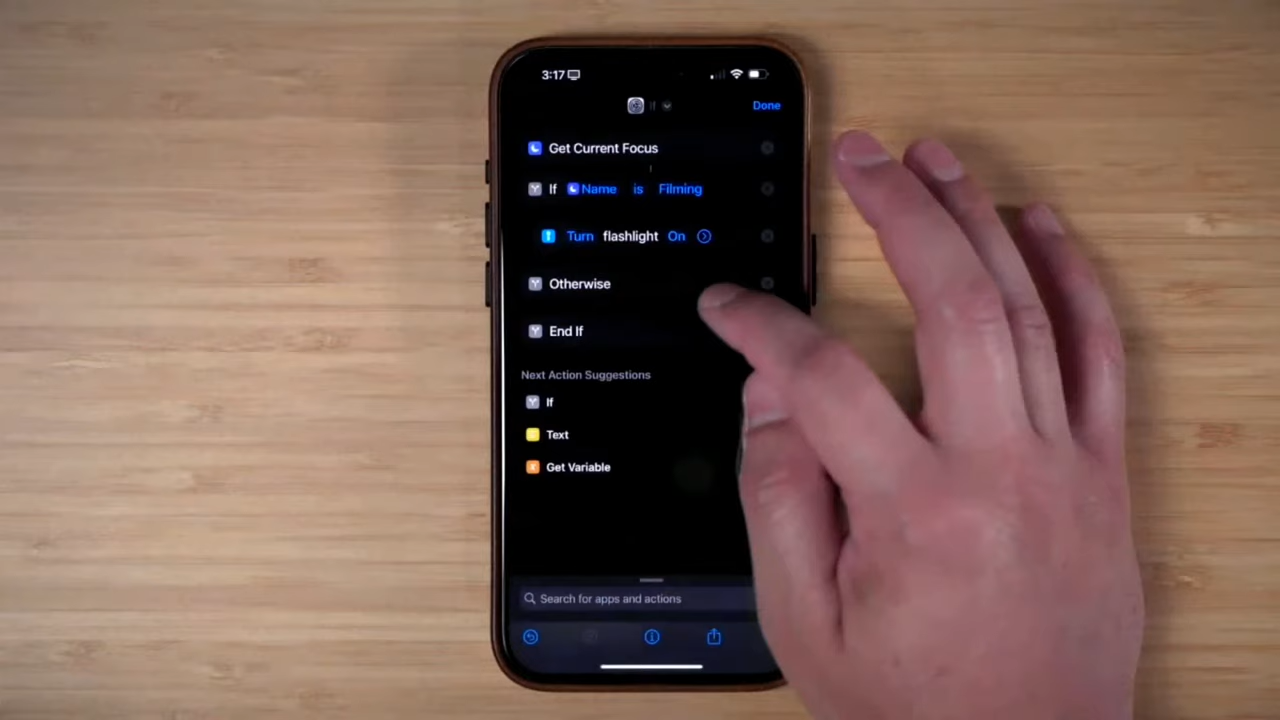 3:17
If
Done
Get Current Focus
If Name is Filming
Turn flashlight On
Otherwise
End If
Next Action Suggestions
If
Text
Get Variable
Search for apps and actions